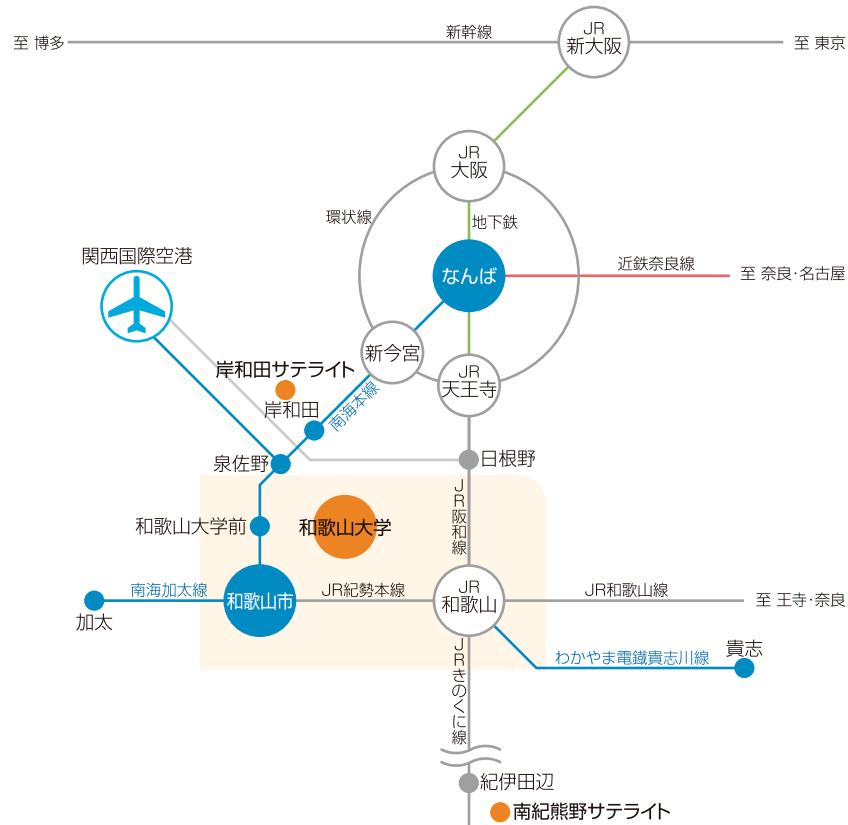 JR
新大阪
新幹線
至 博多
至 東京
JR
大阪
環状線
地下鉄
なんば
近鉄奈良線
至 奈良・名古屋
関西国際空港
新今宮
JR
天王寺
岸和田サテライト
岸和田
南海本線
泉佐野
日根野
和歌山大学前
和歌山大学
JR阪和線
南海加太線
加太
和歌山市
JR紀勢本線
JR
和歌山
JR和歌山線
至 王寺・奈良
わかやま電鐵貴志川線
貴志
JRきのくに線
紀伊田辺
南紀熊野サテライト